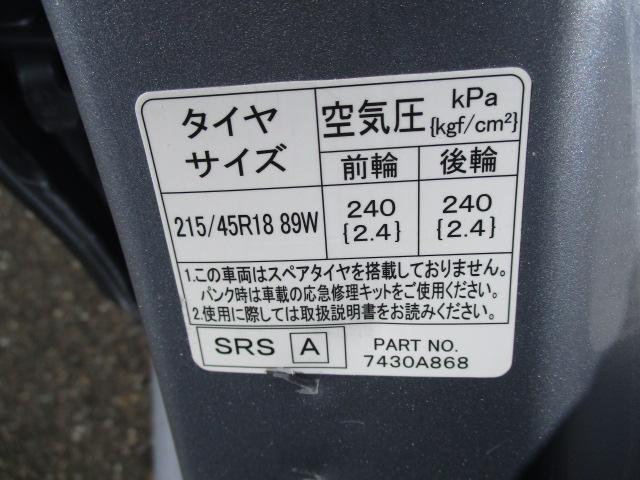 タイヤ
サイズ
空気圧 kPa
{kgf/cm²}
前輪 後輪
215/45R18 89W 240 240
{2.4} {2.4}
1.この車両はスペアタイヤを搭載しておりません。
パンク時は車載の応急修理キットをご使用ください。
2.使用に際しては取扱説明書をお読みください。
SRS A PART NO.
7430A868